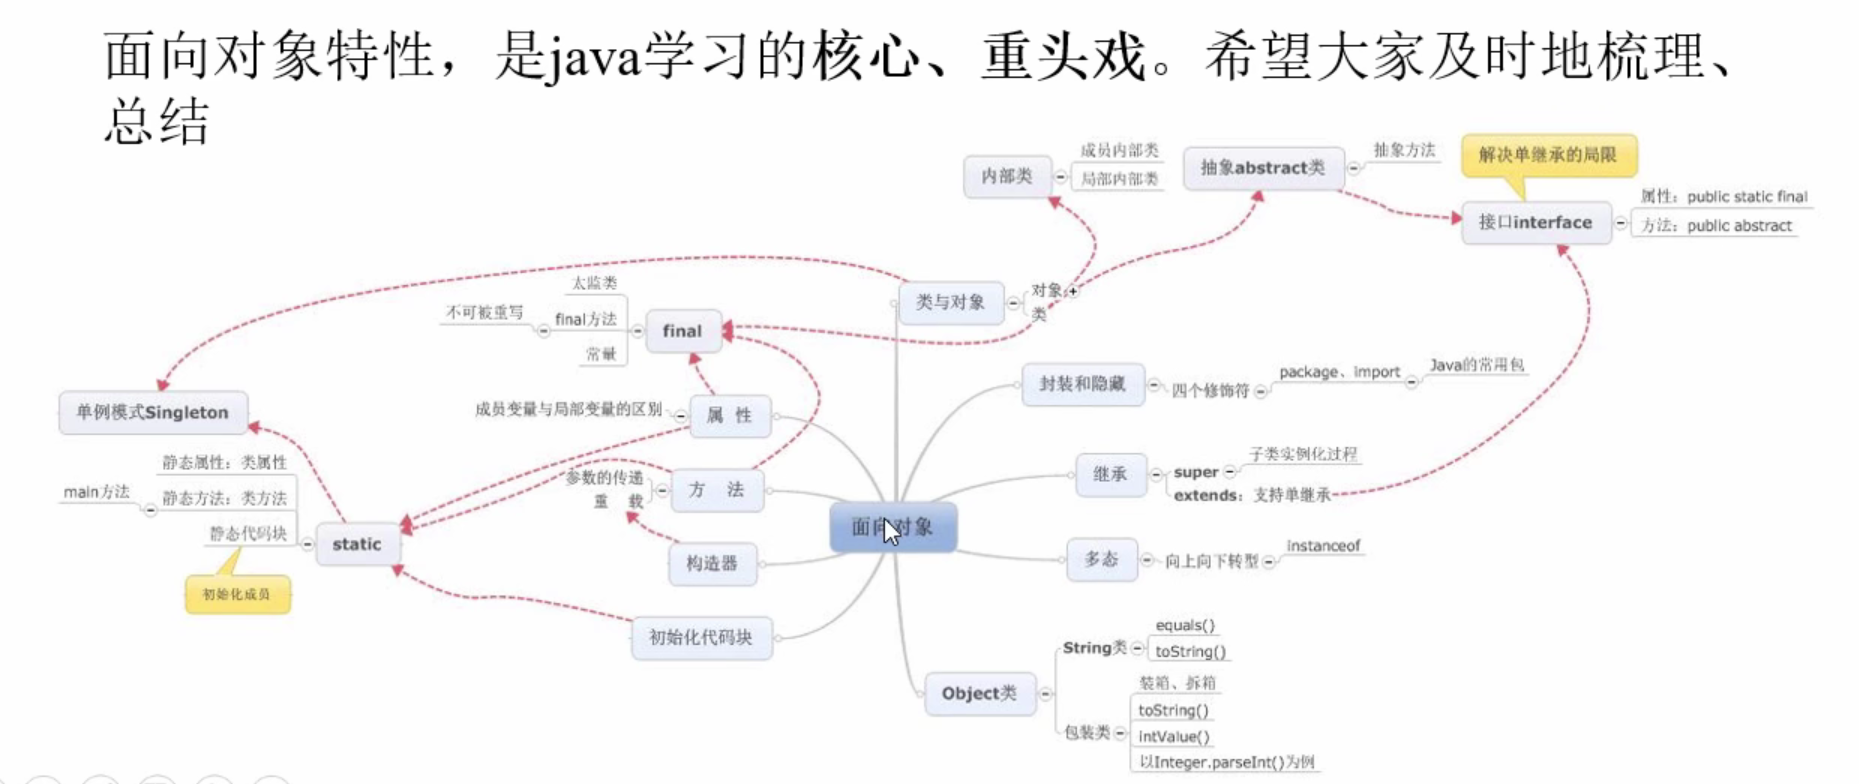 面向对象特性，是java学习的核心、重头戏。希望大家及时地梳理、
总结
内部类
成员内部类
局部内部类
抽象abstract类
抽象方法
解决单继承的局限
接口interface
属性：public static final
方法：public abstract
类与对象
对象
类
太监类
不可被重写
final方法
常量
final
单例模式Singleton
成员变量与局部变量的区别
属 性
封装和隐藏
四个修饰符
package、import
Java的常用包
静态属性：类属性
main方法
静态方法：类方法
静态代码块
初始化成员
static
参数的传递
重 载
方 法
构造器
初始化代码块
面向对象
继承
super
子类实例化过程
extends：支持单继承
多态
向上向下转型
instanceof
Object类
String类
equals()
toString()
包装类
装箱、拆箱
toString()
intValue()
以Integer.parseInt()为例